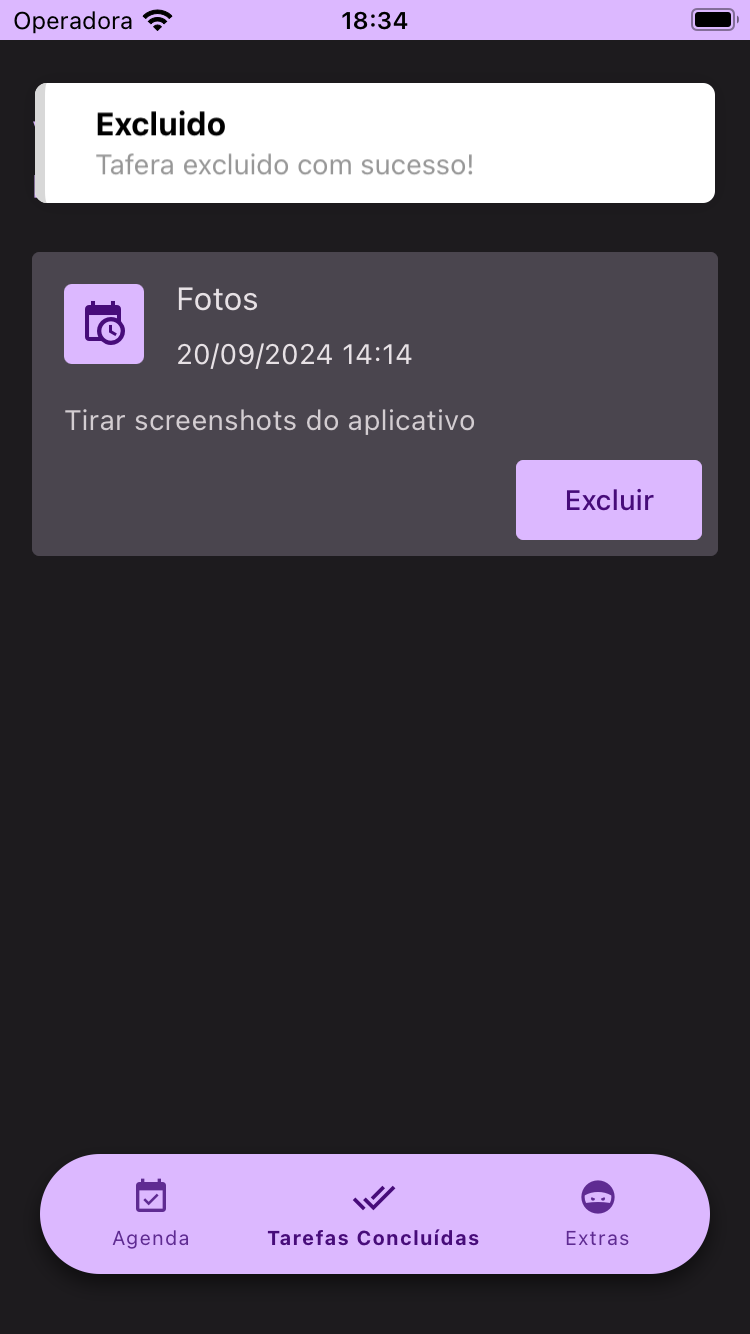 Operadora 18:34
Excluido
Tafera excluido com sucesso!
Fotos
20/09/2024 14:14
Tirar screenshots do aplicativo
Excluir
Agenda Tarefas Concluídas Extras